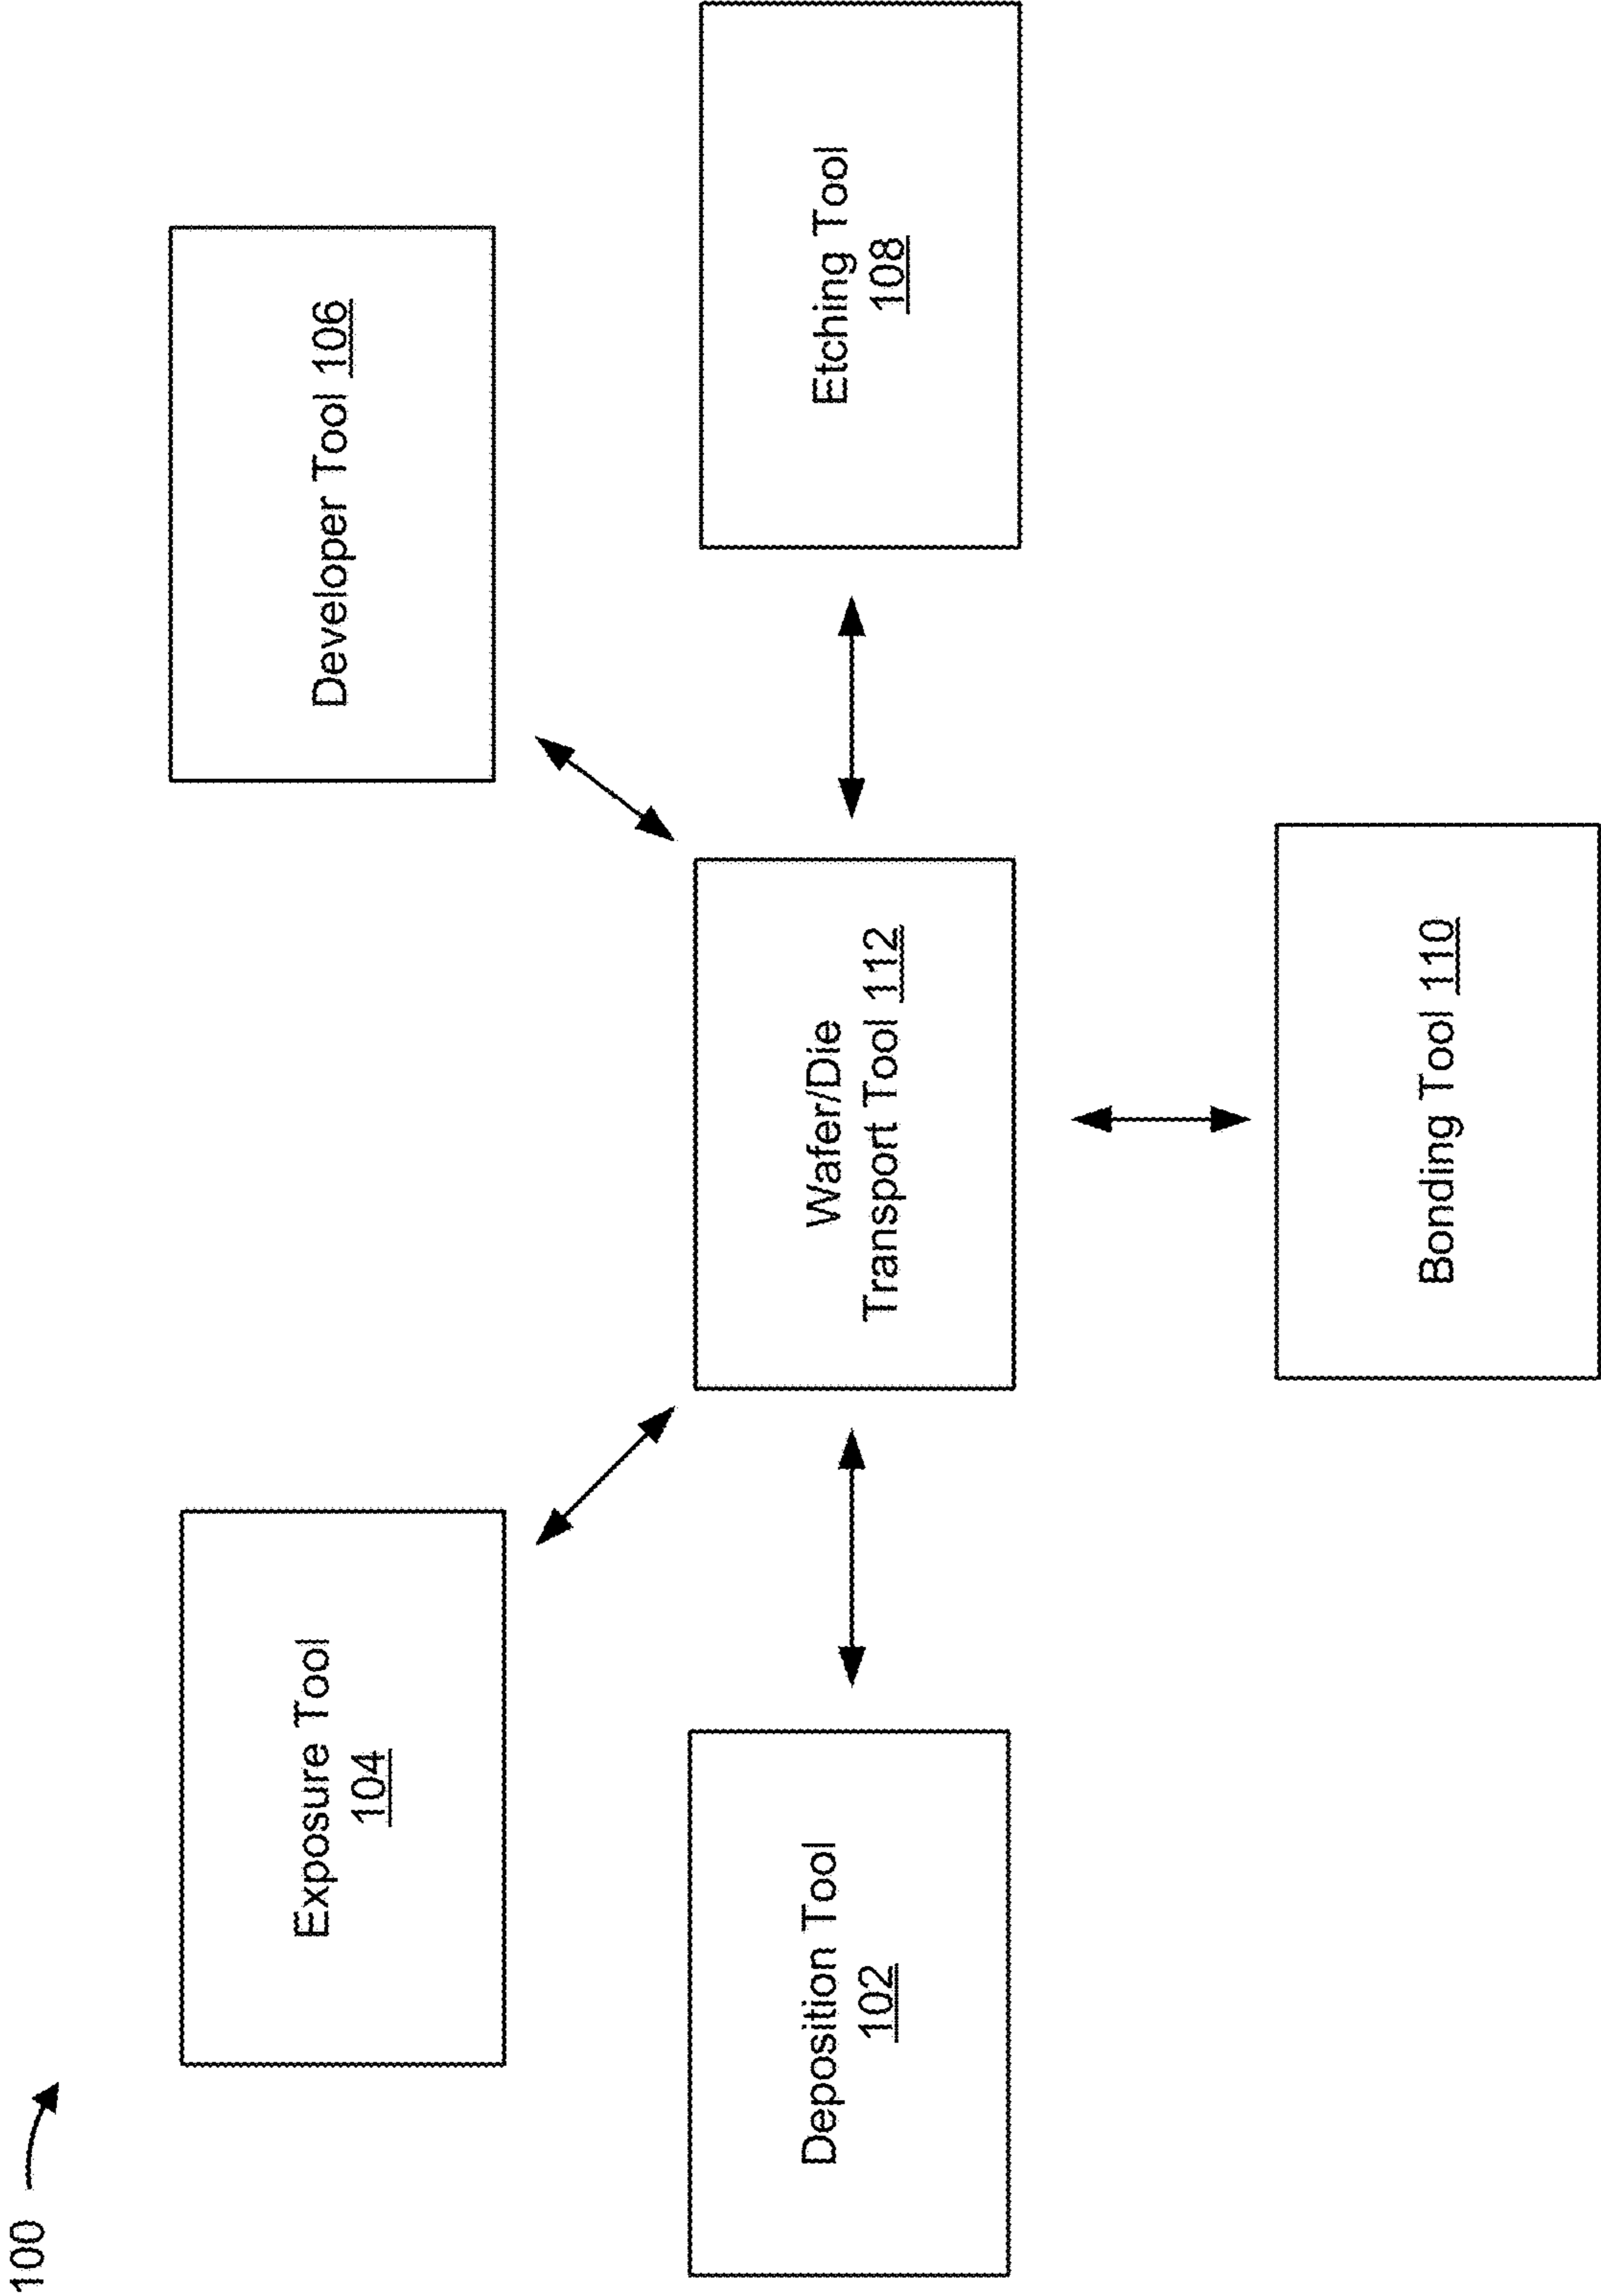 100
Exposure Tool
104
Developer Tool 106
Deposition Tool
102
Wafer/Die
Transport Tool 112
Etching Tool
108
Bonding Tool 110